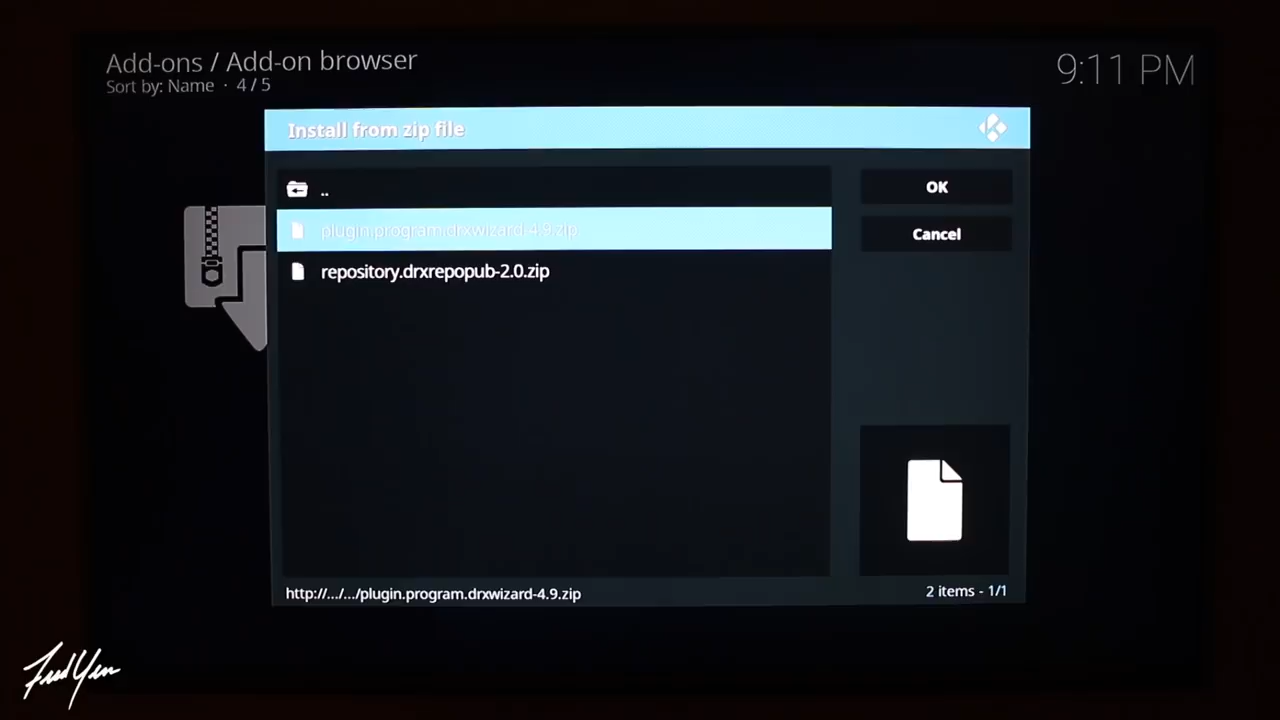 Add-ons / Add-on browser
Sort by: Name · 4 / 5
9:11 PM
Install from zip file
..
OK
plugin.program.drxwizard-4.9.zip
Cancel
repository.drxrepopub-2.0.zip
http://.../.../plugin.program.drxwizard-4.9.zip
2 items - 1/1
Fred Yen